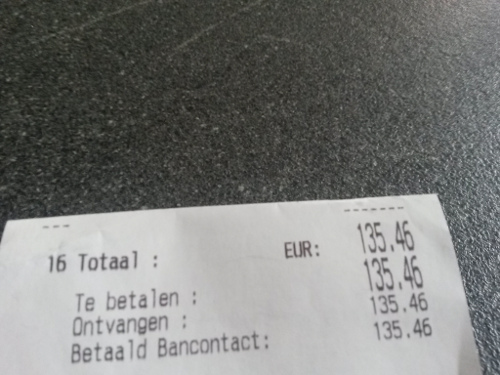 --- -------
16 Totaal : EUR: 135.46
Te betalen : 135.46
Ontvangen : 135.46
Betaald Bancontact: 135.46